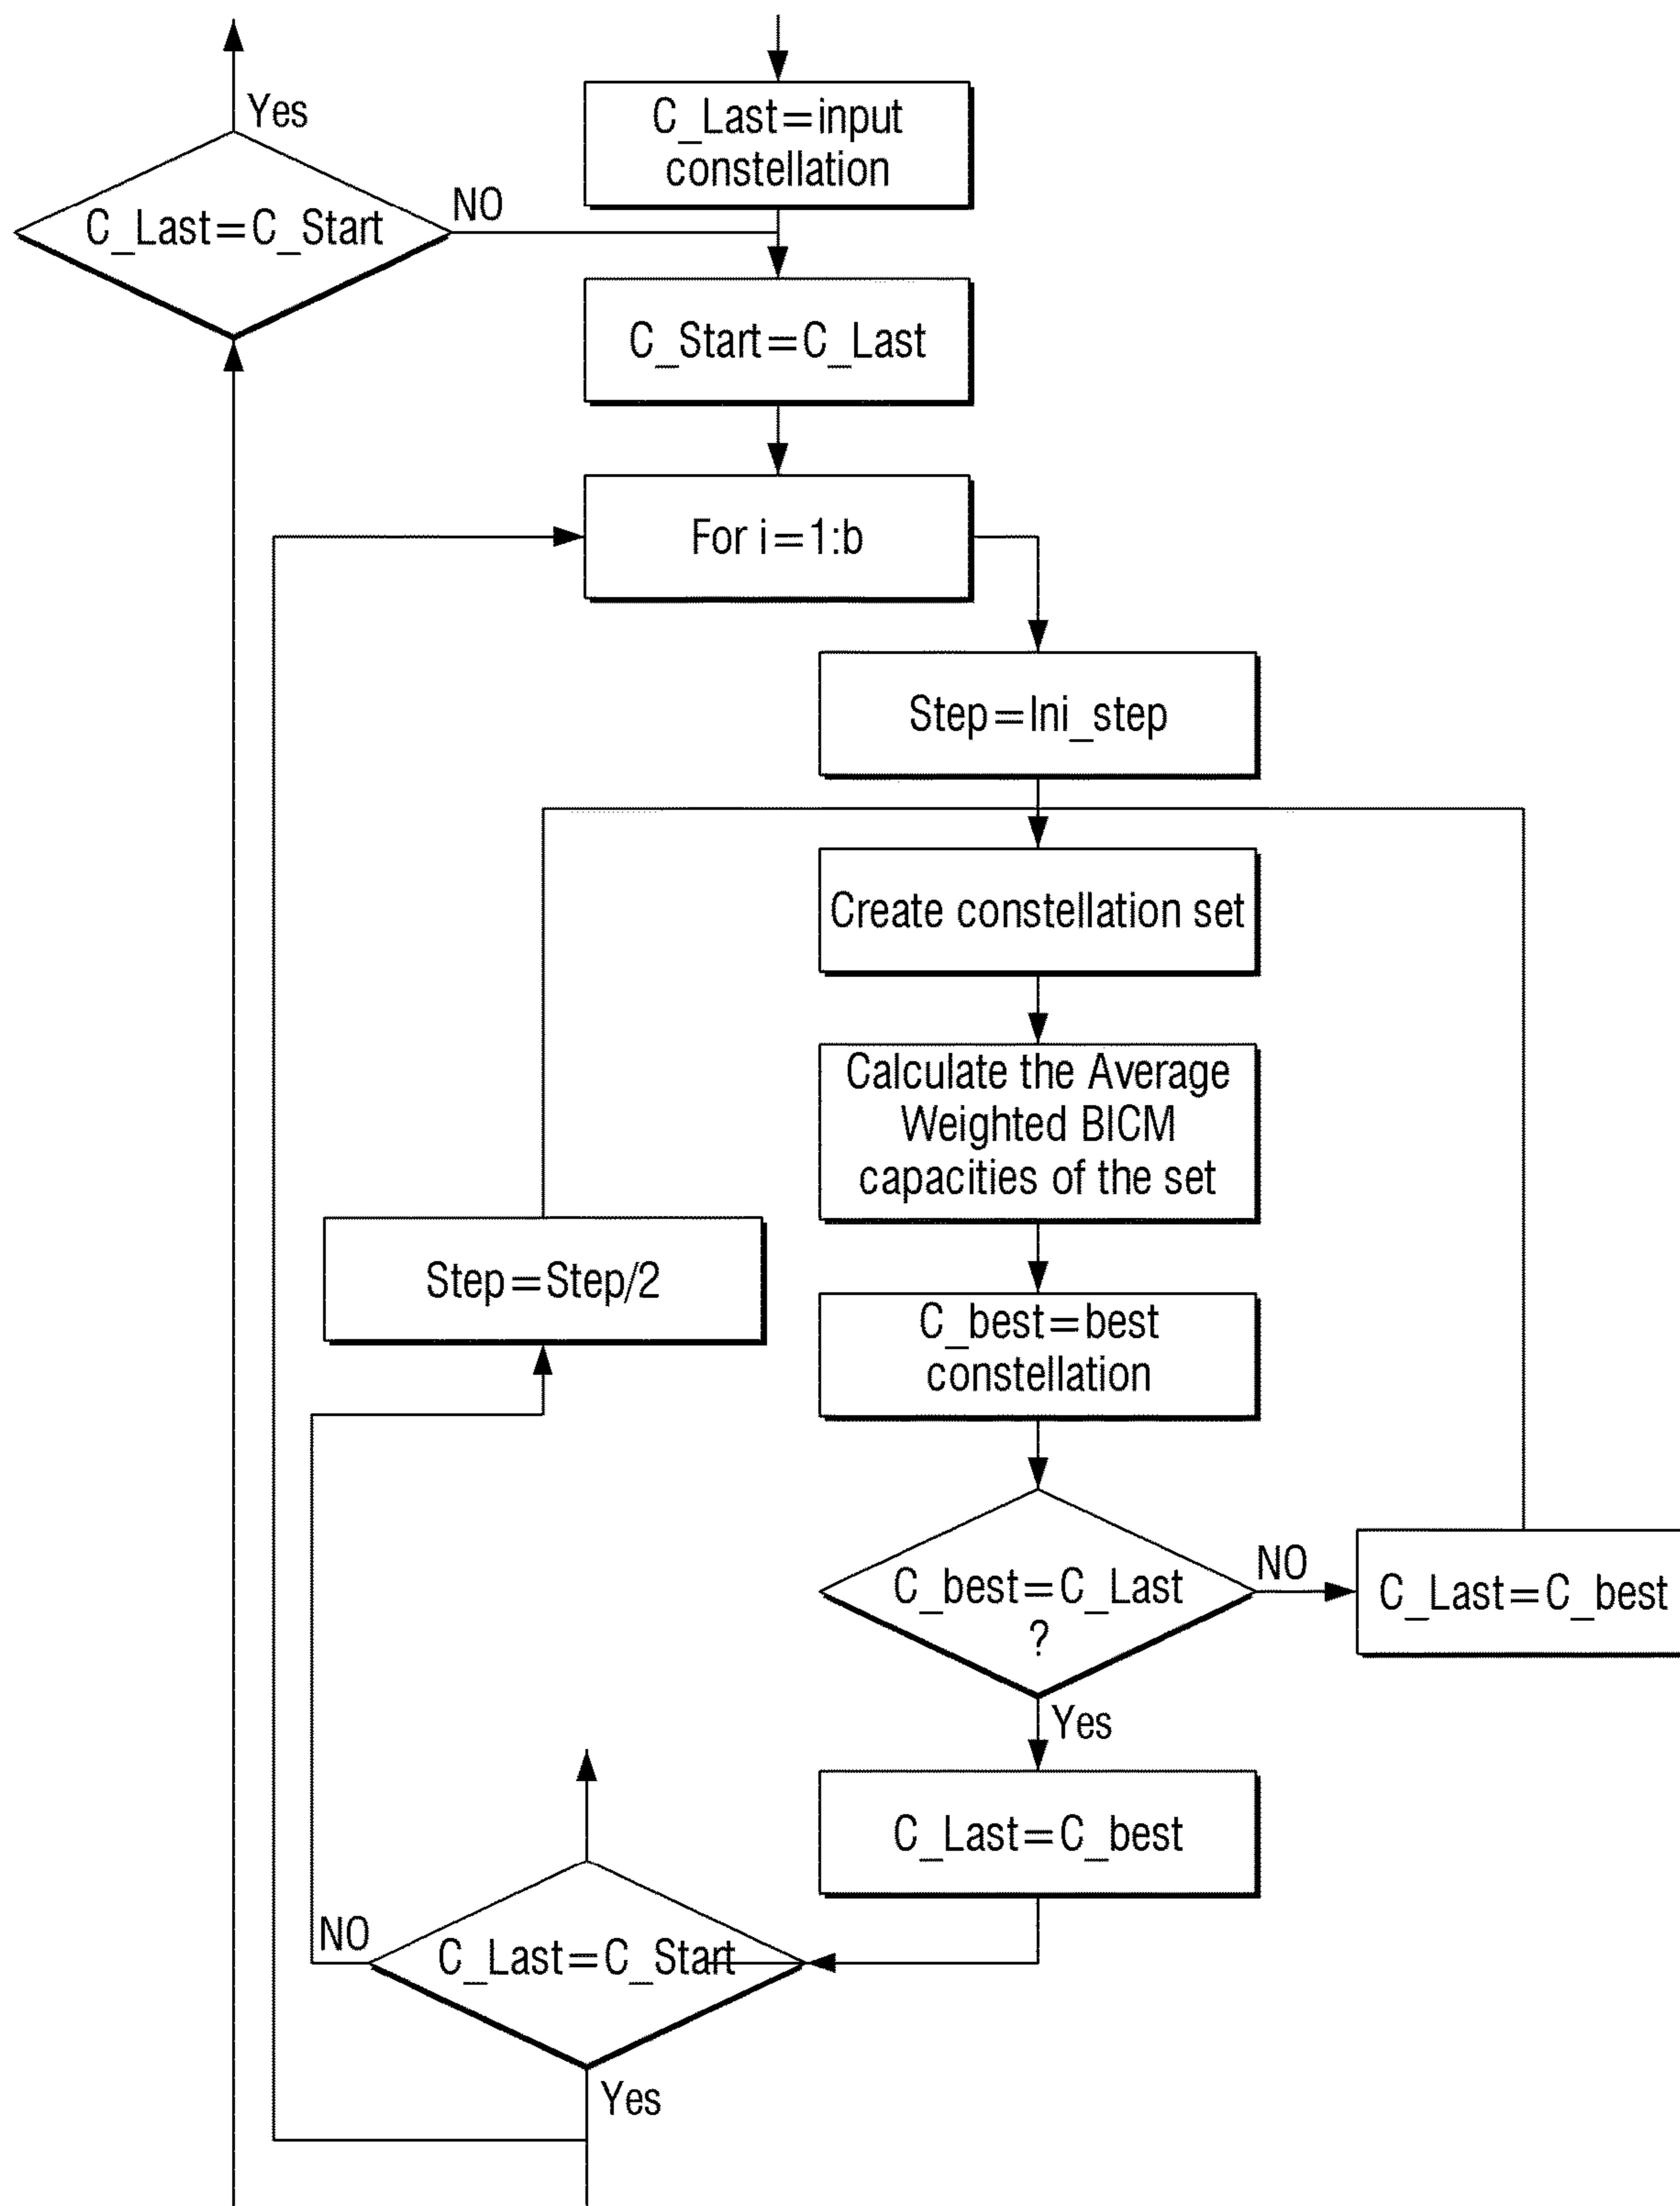 Yes
C_Last=input
constellation
C_Last=C_Start
NO
C_Start=C_Last
For i=1:b
Step=Ini_step
Create constellation set
Calculate the Average
Weighted BICM
capacities of the set
Step=Step/2
C_best=best
constellation
C_best=C_Last
?
NO
C_Last=C_best
Yes
C_Last=C_best
NO
C_Last=C_Start
Yes